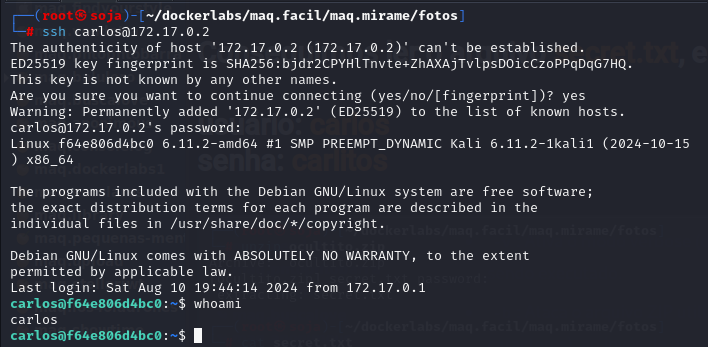 ┌──(root㉿soja)-[~/dockerlabs/maq.facil/maq.mirame/fotos]
└─# ssh carlos@172.17.0.2
The authenticity of host '172.17.0.2 (172.17.0.2)' can't be established.
ED25519 key fingerprint is SHA256:bjdr2CPYHlTnvte+ZhAXAjTvlpsDOicCzoPPqDqG7HQ.
This key is not known by any other names.
Are you sure you want to continue connecting (yes/no/[fingerprint])? yes
Warning: Permanently added '172.17.0.2' (ED25519) to the list of known hosts.
carlos@172.17.0.2's password:
Linux f64e806d4bc0 6.11.2-amd64 #1 SMP PREEMPT_DYNAMIC Kali 6.11.2-1kali1 (2024-10-15
) x86_64
The programs included with the Debian GNU/Linux system are free software;
the exact distribution terms for each program are described in the
individual files in /usr/share/doc/*/copyright.
Debian GNU/Linux comes with ABSOLUTELY NO WARRANTY, to the extent
permitted by applicable law.
Last login: Sat Aug 10 19:44:14 2024 from 172.17.0.1
carlos@f64e806d4bc0:~$ whoami
carlos
carlos@f64e806d4bc0:~$